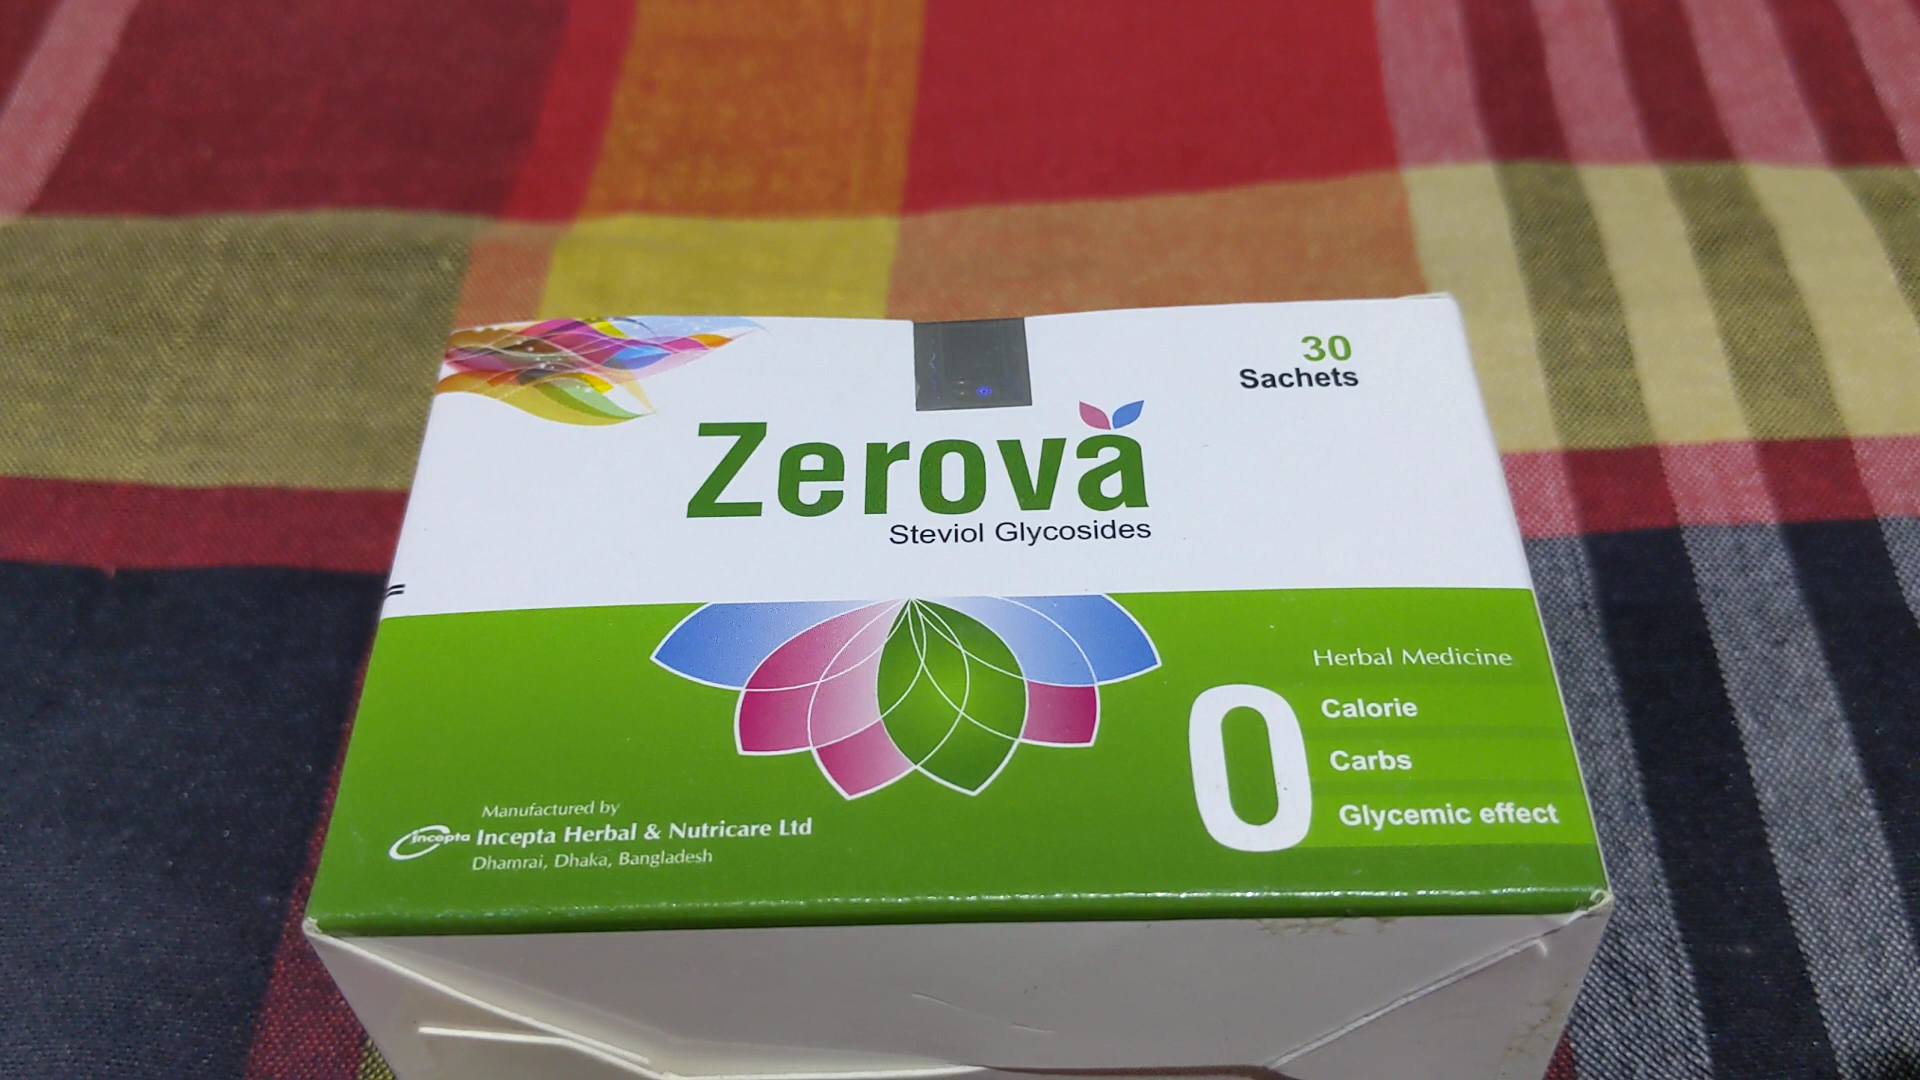 30
Sachets
Zerova
Steviol Glycosides
Herbal Medicine
0
Calorie
Carbs
Glycemic effect
Manufactured by
incepta Incepta Herbal & Nutricare Ltd
Dhamrai, Dhaka, Bangladesh